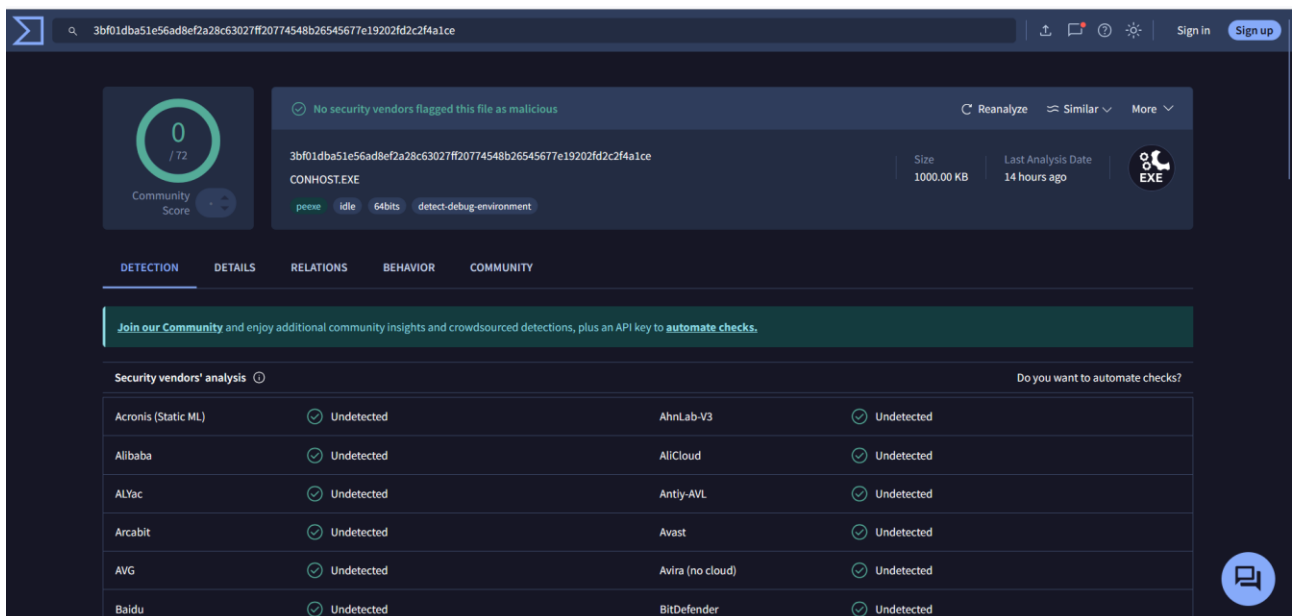 3bf01dba51e56ad8ef2a28c63027ff20774548b26545677e19202fd2c2f4a1ce
Sign in
Sign up
0
/ 72
Community
Score
-
No security vendors flagged this file as malicious
Reanalyze
Similar
More
3bf01dba51e56ad8ef2a28c63027ff20774548b26545677e19202fd2c2f4a1ce
CONHOST.EXE
peexe
idle
64bits
detect-debug-environment
Size
1000.00 KB
Last Analysis Date
14 hours ago
EXE
DETECTION
DETAILS
RELATIONS
BEHAVIOR
COMMUNITY
Join our Community and enjoy additional community insights and crowdsourced detections, plus an API key to automate checks.
Security vendors' analysis
Do you want to automate checks?
Acronis (Static ML) Undetected AhnLab-V3 Undetected
Alibaba Undetected AliCloud Undetected
ALYac Undetected Antiy-AVL Undetected
Arcabit Undetected Avast Undetected
AVG Undetected Avira (no cloud) Undetected
Baidu Undetected BitDefender Undetected